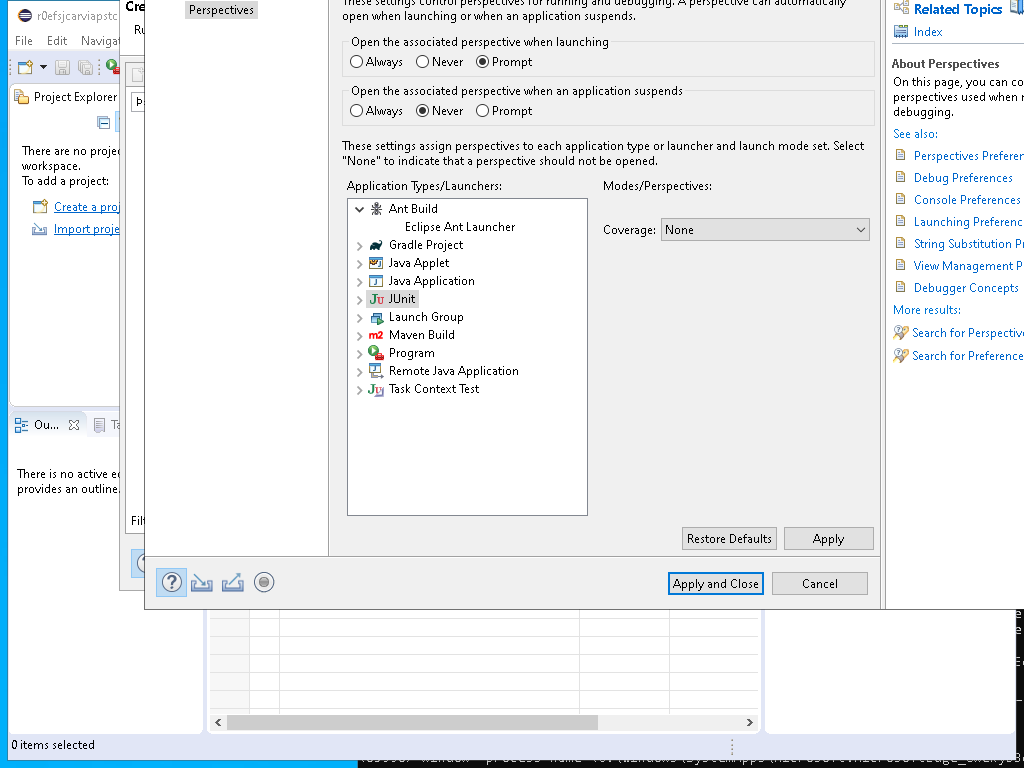 r0efsjcarviapstc
Cre
File Edit Navigat
Ru
Perspectives
These settings control perspectives for running and debugging. A perspective can automatically
open when launching or when an application suspends.
Open the associated perspective when launching
Always Never Prompt
Open the associated perspective when an application suspends
Always Never Prompt
These settings assign perspectives to each application type or launcher and launch mode set. Select
"None" to indicate that a perspective should not be opened.
Application Types/Launchers:
Modes/Perspectives:
Ant Build
Eclipse Ant Launcher
Gradle Project
Java Applet
Java Application
JUnit
Launch Group
Maven Build
Program
Remote Java Application
Task Context Test
Coverage: None
Restore Defaults Apply
Apply and Close Cancel
Related Topics
Index
About Perspectives
On this page, you can co
perspectives used when r
debugging.
See also:
Perspectives Preferen
Debug Preferences
Console Preferences
Launching Preferenc
String Substitution Pr
View Management P
Debugger Concepts
More results:
Search for Perspective
Search for Preference
Project Explorer
There are no proje
workspace.
To add a project:
Create a proj
Import proje
Ou...
Ta
There is no active ed
provides an outline.
Filt
0 items selected